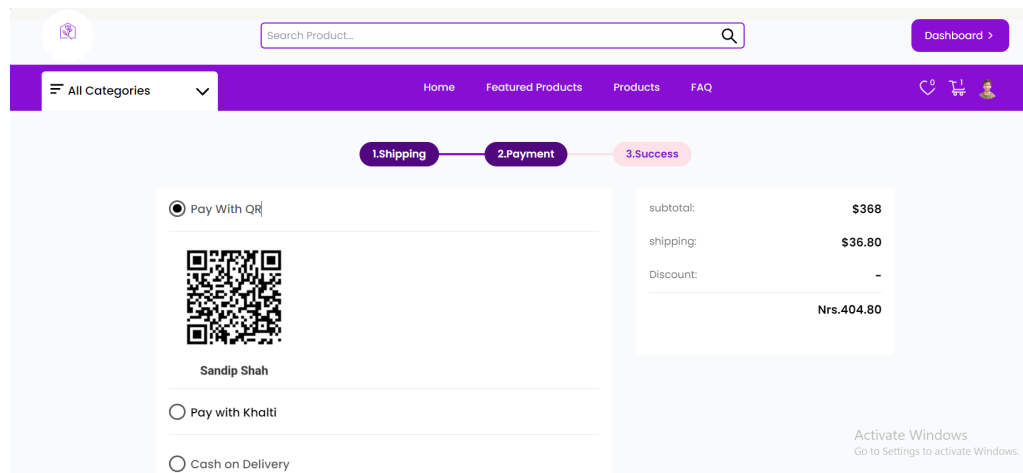 Search Product...
Dashboard >
All Categories
Home Featured Products Products FAQ
0 1
1.Shipping 2.Payment 3.Success
Pay With QR
Sandip Shah
Pay with Khalti
Cash on Delivery
subtotal: $368
shipping: $36.80
Discount: -
Nrs.404.80
Activate Windows
Go to Settings to activate Windows.